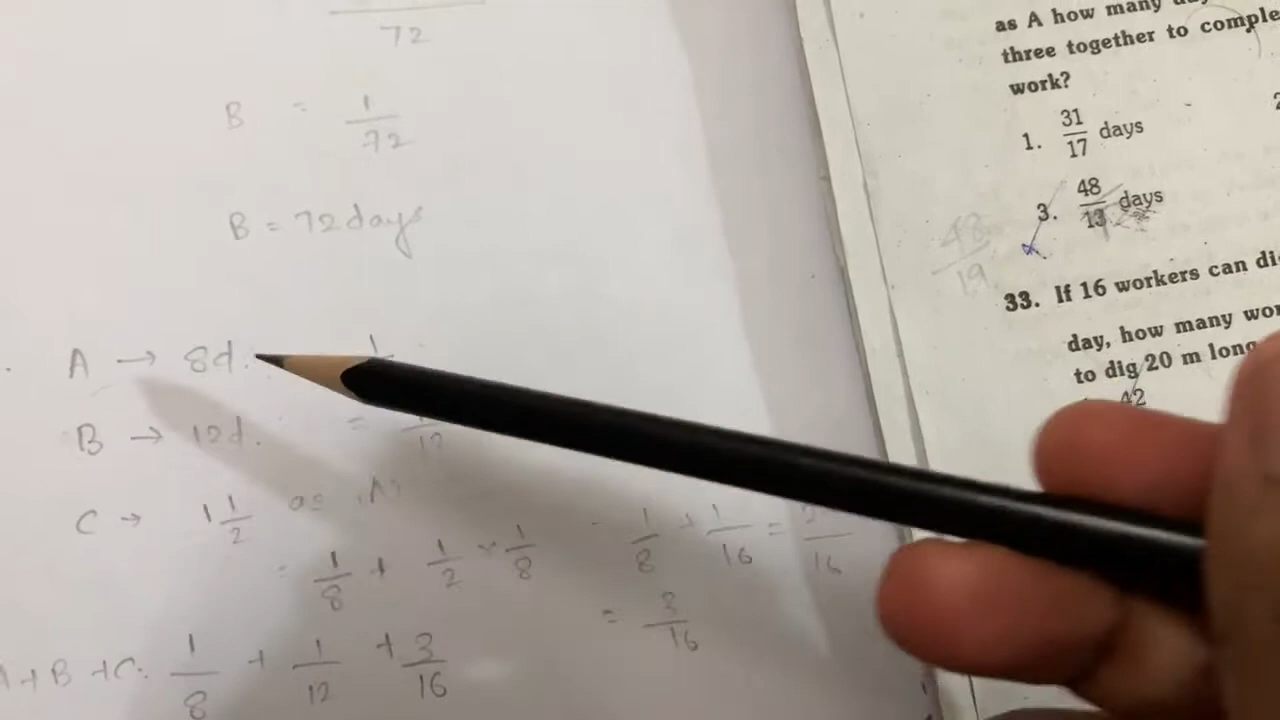 72
B = 1/72
B = 72 days
A → 8d. 1
B → 12d. = 12
C → 1 1/2 as A
= 1/8 + 1/2 × 1/8 = 1/8 + 1/16 = /16
= 3/16
A + B + C: 1/8 + 1/12 + 3/16
as A how many
three together to comple
work?
1. 31/17 days
3. 48/13 days
48/19
33. If 16 workers can di
day, how many wor
to dig 20 m long
42